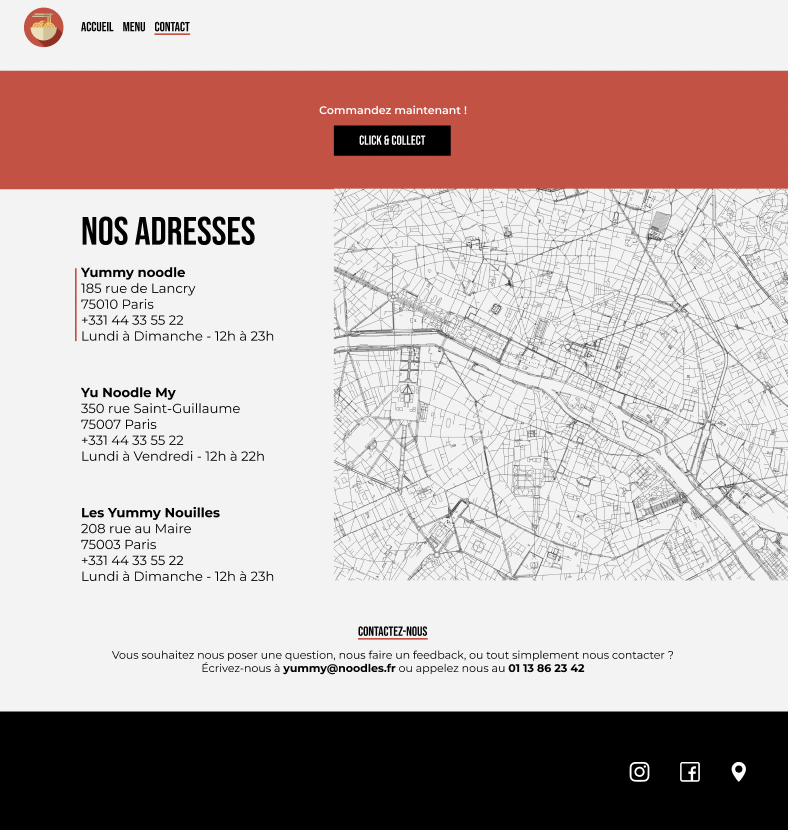 ACCUEIL MENU CONTACT
Commandez maintenant !
CLICK & COLLECT
NOS ADRESSES
Yummy noodle
185 rue de Lancry
75010 Paris
+331 44 33 55 22
Lundi à Dimanche - 12h à 23h
Yu Noodle My
350 rue Saint-Guillaume
75007 Paris
+331 44 33 55 22
Lundi à Vendredi - 12h à 22h
Les Yummy Nouilles
208 rue au Maire
75003 Paris
+331 44 33 55 22
Lundi à Dimanche - 12h à 23h
CONTACTEZ-NOUS
Vous souhaitez nous poser une question, nous faire un feedback, ou tout simplement nous contacter ?
Écrivez-nous à yummy@noodles.fr ou appelez nous au 01 13 86 23 42